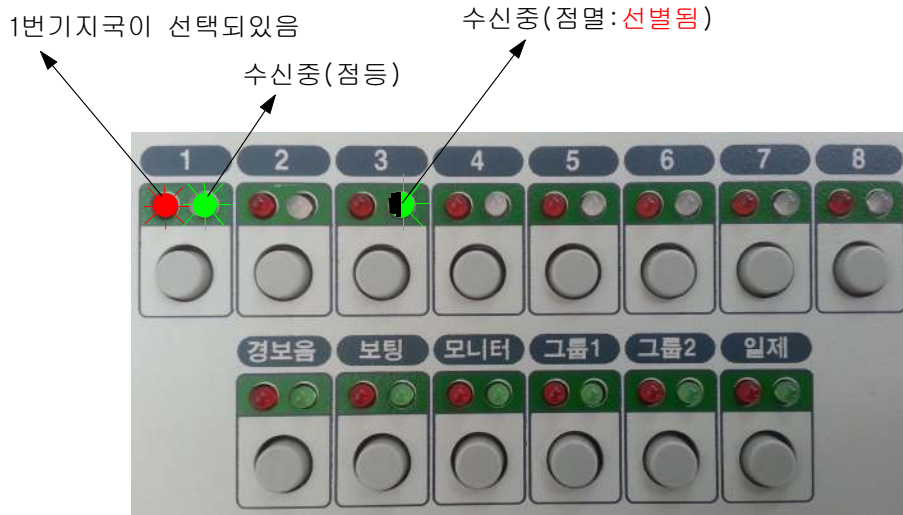 1번기지국이 선택되있음
수신중(점멸:선별됨)
수신중(점등)
1 2 3 4 5 6 7 8
경보음 보팅 모니터 그룹1 그룹2 일제